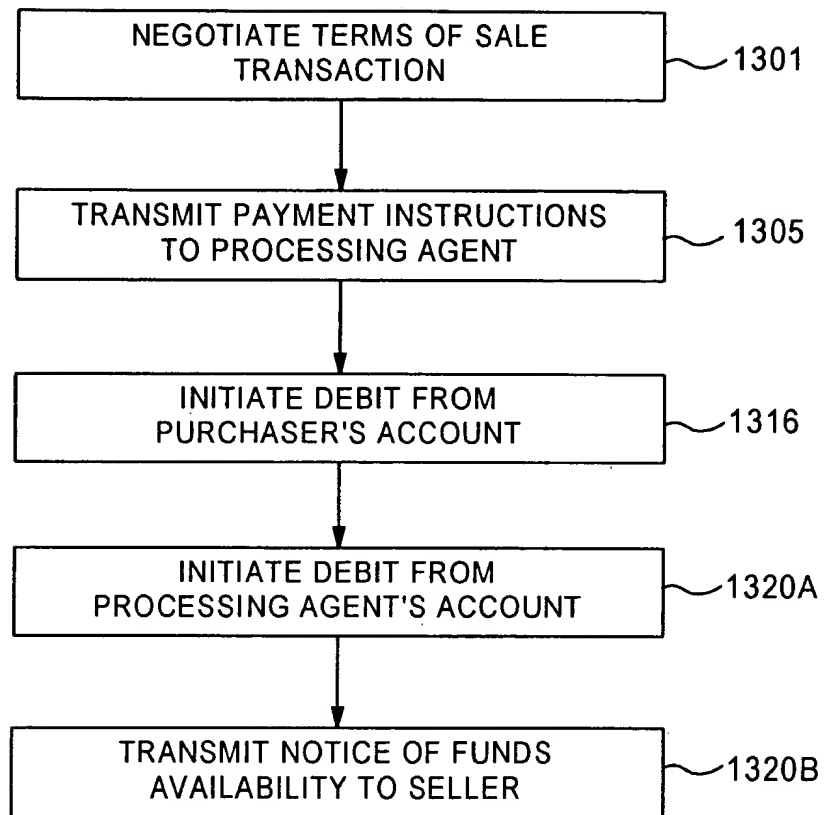 NEGOTIATE TERMS OF SALE
TRANSACTION
1301
TRANSMIT PAYMENT INSTRUCTIONS
TO PROCESSING AGENT
1305
INITIATE DEBIT FROM
PURCHASER'S ACCOUNT
1316
INITIATE DEBIT FROM
PROCESSING AGENT'S ACCOUNT
1320A
TRANSMIT NOTICE OF FUNDS
AVAILABILITY TO SELLER
1320B